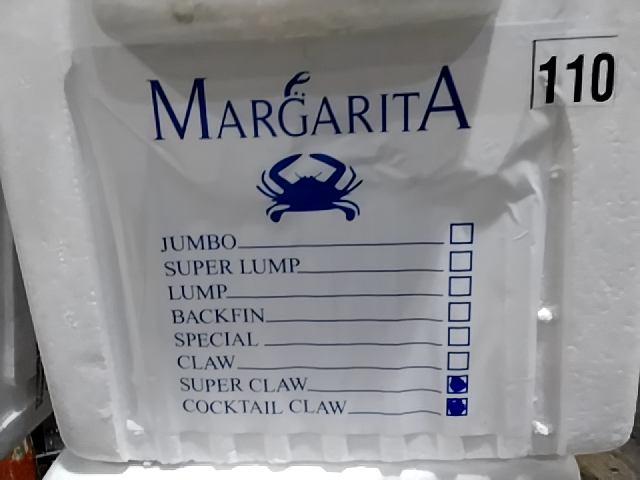 110
MARGARITA
JUMBO
SUPER LUMP
LUMP
BACKFIN
SPECIAL
CLAW
SUPER CLAW
COCKTAIL CLAW